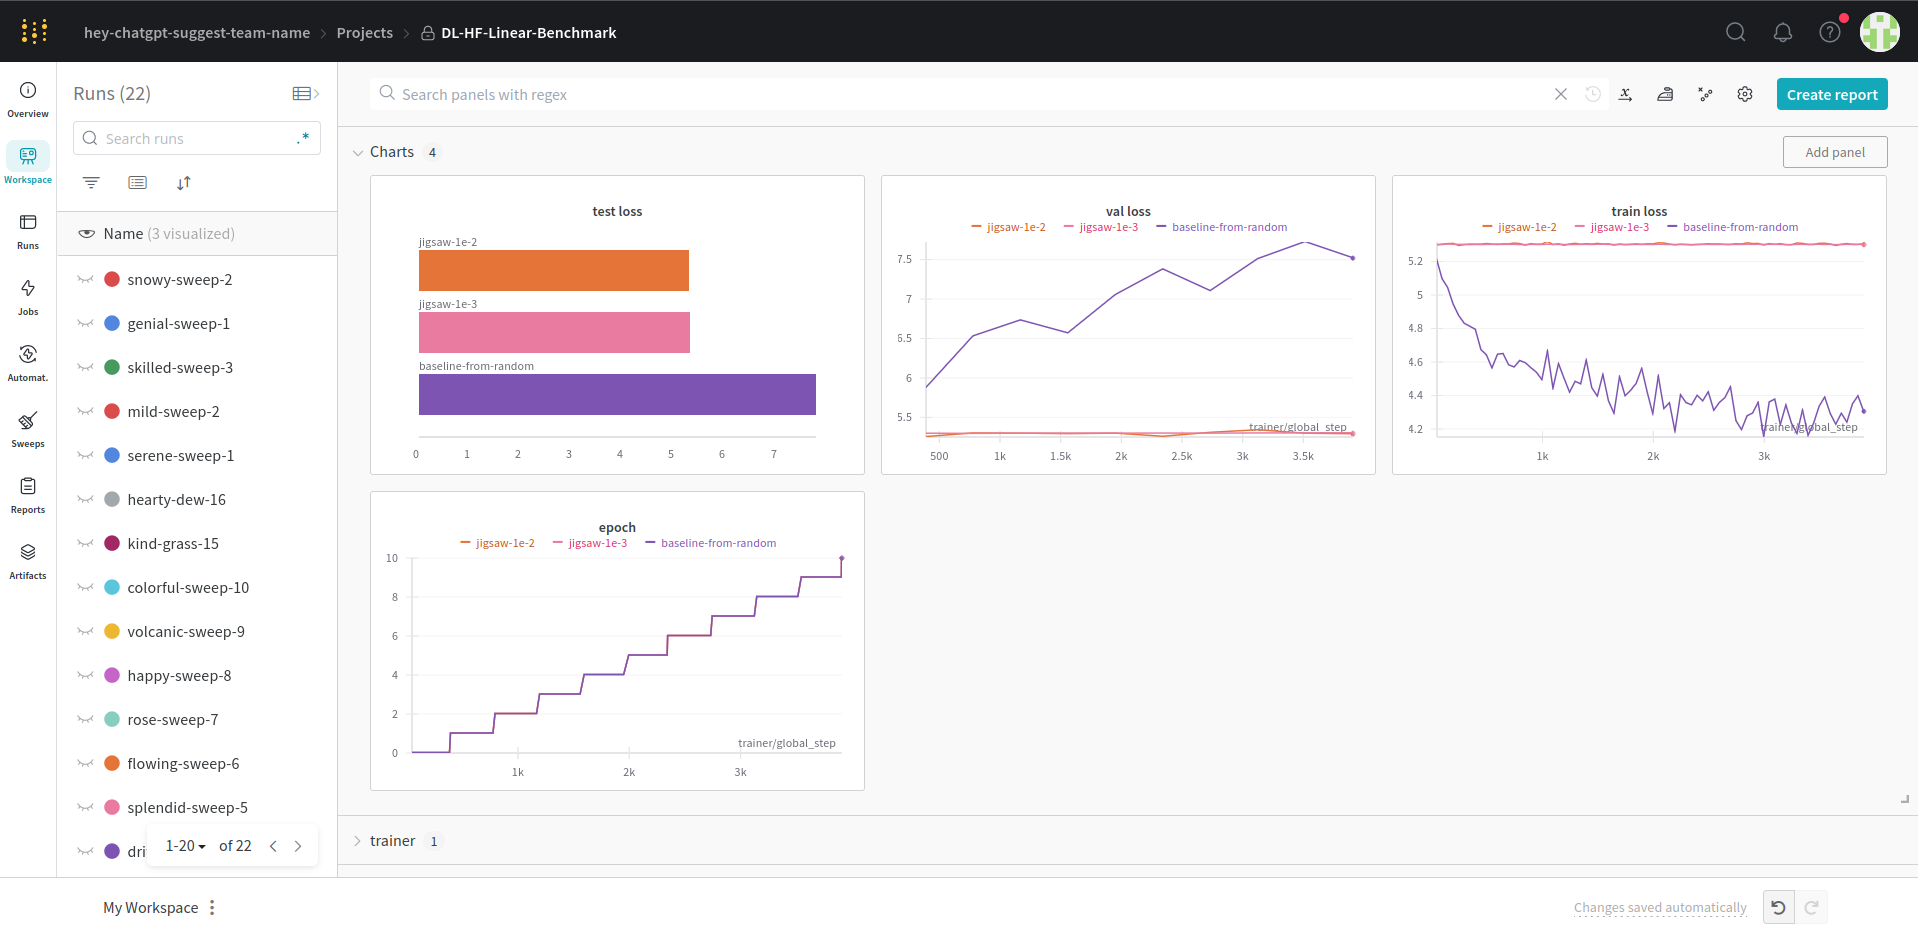 hey-chatgpt-suggest-team-name > Projects > DL-HF-Linear-Benchmark
Overview
Workspace
Runs
Jobs
Automat.
Sweeps
Reports
Artifacts
Runs (22)
Search runs
.*
Name (3 visualized)
snowy-sweep-2
genial-sweep-1
skilled-sweep-3
mild-sweep-2
serene-sweep-1
hearty-dew-16
kind-grass-15
colorful-sweep-10
volcanic-sweep-9
happy-sweep-8
rose-sweep-7
flowing-sweep-6
splendid-sweep-5
dri
1-20 of 22
Search panels with regex
Create report
Charts 4
Add panel
test loss
jigsaw-1e-2
jigsaw-1e-3
baseline-from-random
0 1 2 3 4 5 6 7
val loss
jigsaw-1e-2 jigsaw-1e-3 baseline-from-random
7.5
7
6.5
6
5.5
trainer/global_step
500 1k 1.5k 2k 2.5k 3k 3.5k
train loss
jigsaw-1e-2 jigsaw-1e-3 baseline-from-random
5.2
5
4.8
4.6
4.4
4.2
trainer/global_step
1k 2k 3k
epoch
jigsaw-1e-2 jigsaw-1e-3 baseline-from-random
10
8
6
4
2
0
trainer/global_step
1k 2k 3k
trainer 1
My Workspace
Changes saved automatically